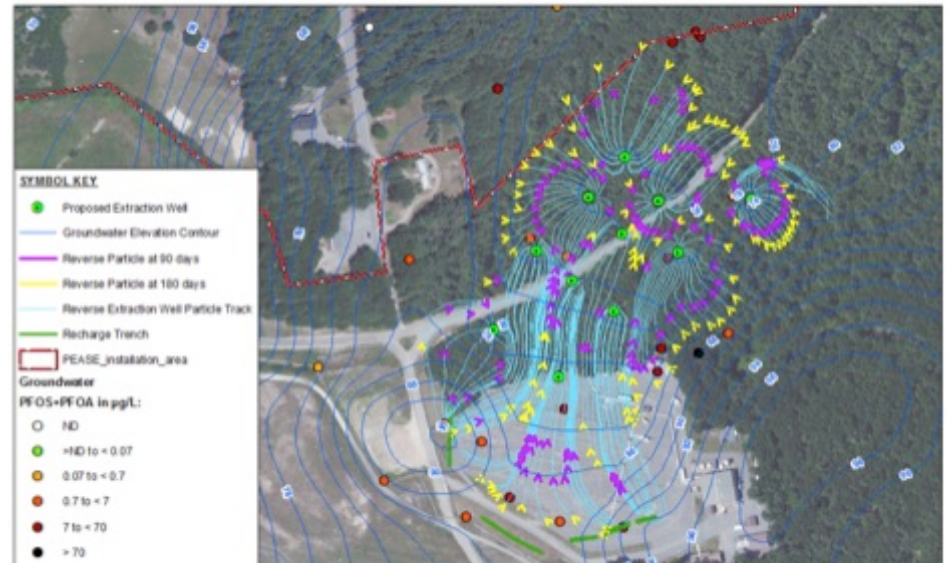 SYMBOL KEY
Proposed Extraction Well
Groundwater Elevation Contour
Reverse Particle at 90 days
Reverse Particle at 180 days
Reverse Extraction Well Particle Track
Recharge Trench
PEASE_installation_area
Groundwater
PFOS+PFOA in µg/L:
ND
>ND to < 0.07
0.07 to < 0.7
0.7 to < 7
7 to < 70
> 70